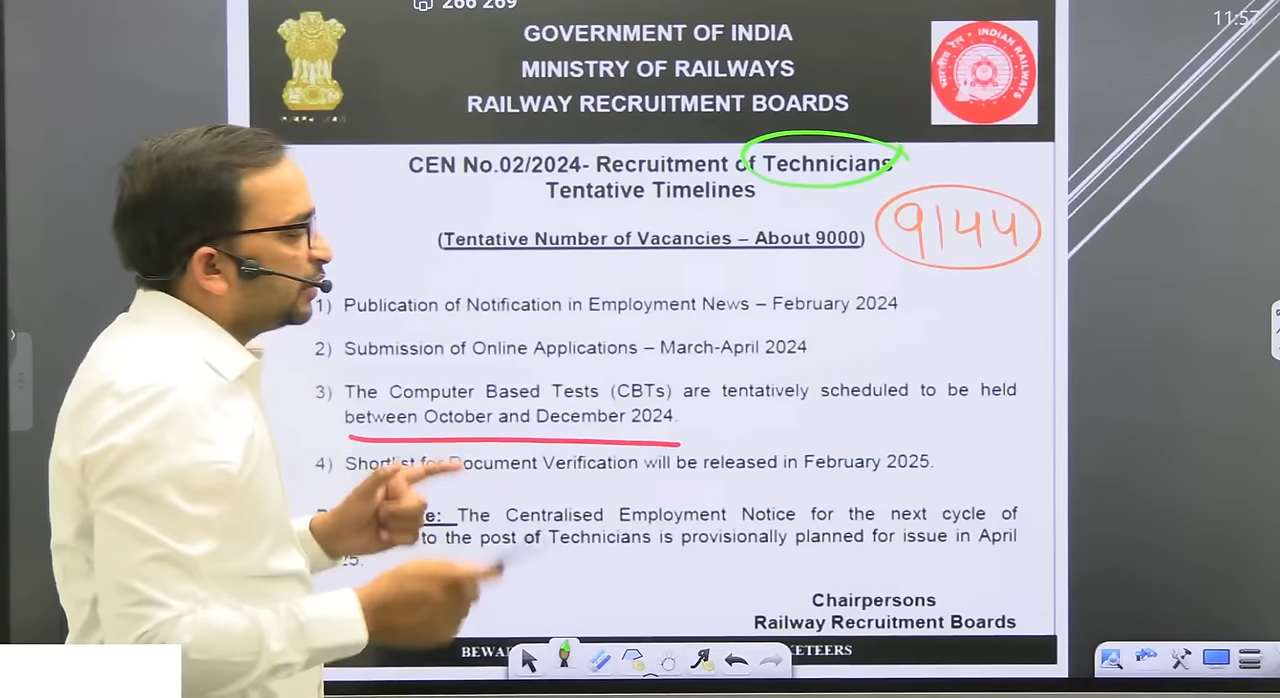 266 269
11:57
GOVERNMENT OF INDIA
MINISTRY OF RAILWAYS
RAILWAY RECRUITMENT BOARDS
भारतीय रेल • INDIAN RAILWAYS
CEN No.02/2024- Recruitment of Technicians
Tentative Timelines
(Tentative Number of Vacancies – About 9000)
9144
1) Publication of Notification in Employment News – February 2024
2) Submission of Online Applications – March-April 2024
3) The Computer Based Tests (CBTs) are tentatively scheduled to be held
between October and December 2024.
4) Shortlist for Document Verification will be released in February 2025.
The Centralised Employment Notice for the next cycle of
to the post of Technicians is provisionally planned for issue in April
Chairpersons
Railway Recruitment Boards